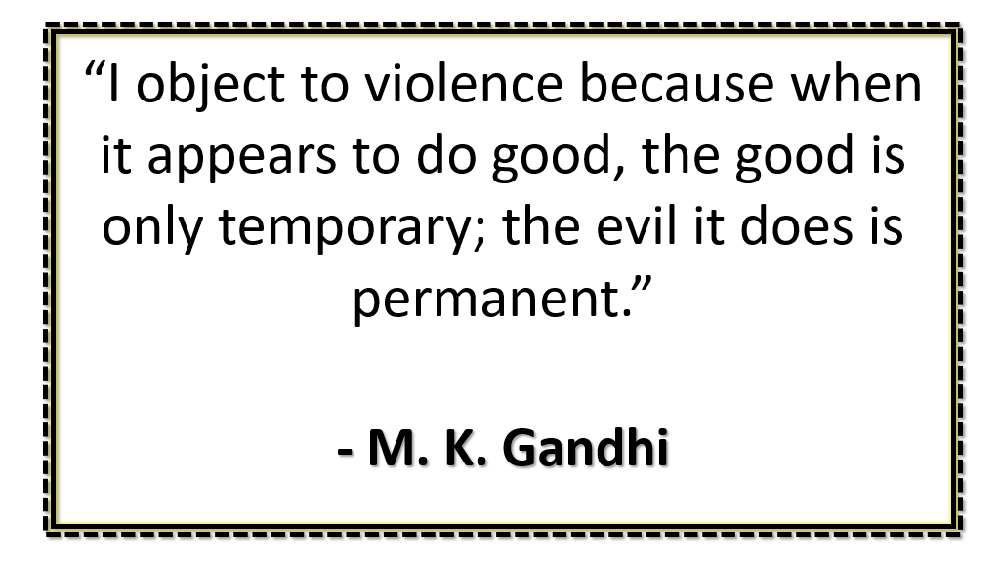 “I object to violence because when
it appears to do good, the good is
only temporary; the evil it does is
permanent.”
- M. K. Gandhi